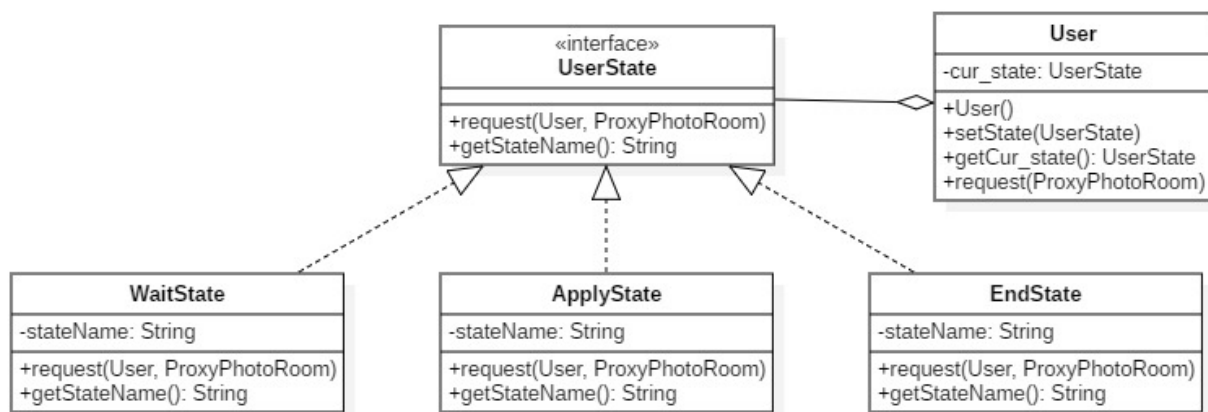 «interface»
UserState
+request(User, ProxyPhotoRoom)
+getStateName(): String
User
-cur_state: UserState
+User()
+setState(UserState)
+getCur_state(): UserState
+request(ProxyPhotoRoom)
WaitState
-stateName: String
+request(User, ProxyPhotoRoom)
+getStateName(): String
ApplyState
-stateName: String
+request(User, ProxyPhotoRoom)
+getStateName(): String
EndState
-stateName: String
+request(User, ProxyPhotoRoom)
+getStateName(): String